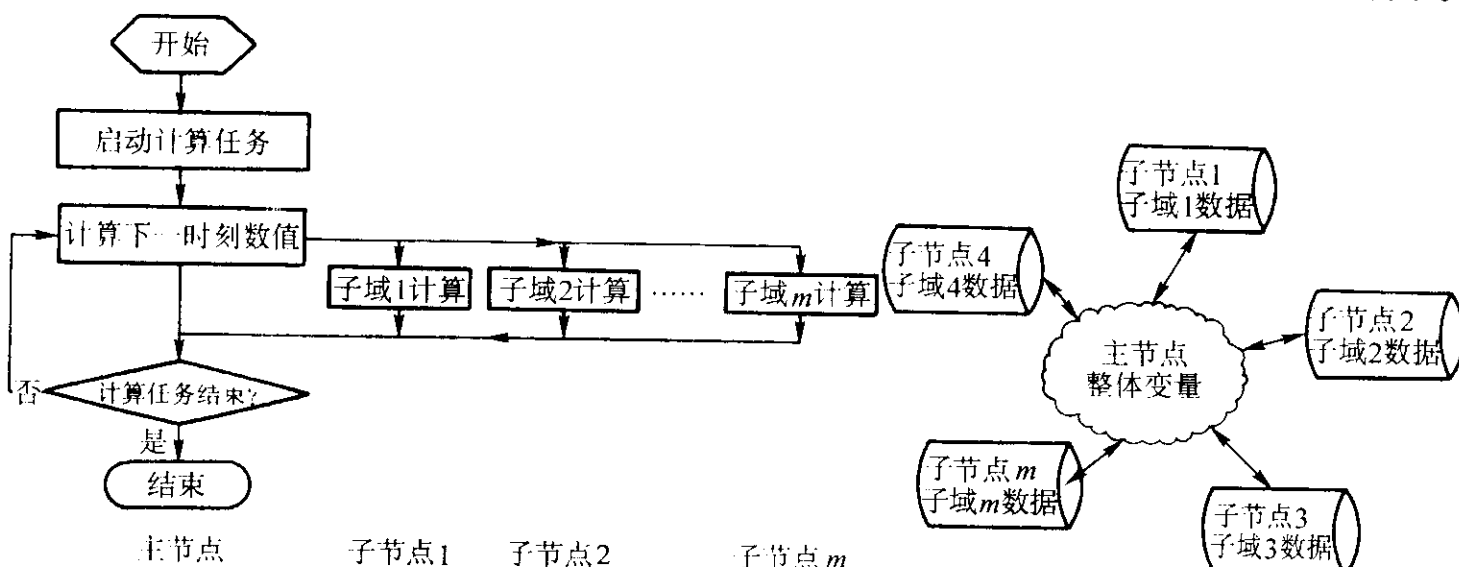 开始
启动计算任务
计算下一时刻数值
子域1计算
子域2计算
……
子域m计算
否
计算任务结束?
是
结束
主节点
子节点1
子节点2
子节点m
子节点1
子域1数据
子节点4
子域4数据
子节点2
子域2数据
主节点
整体变量
子节点m
子域m数据
子节点3
子域3数据